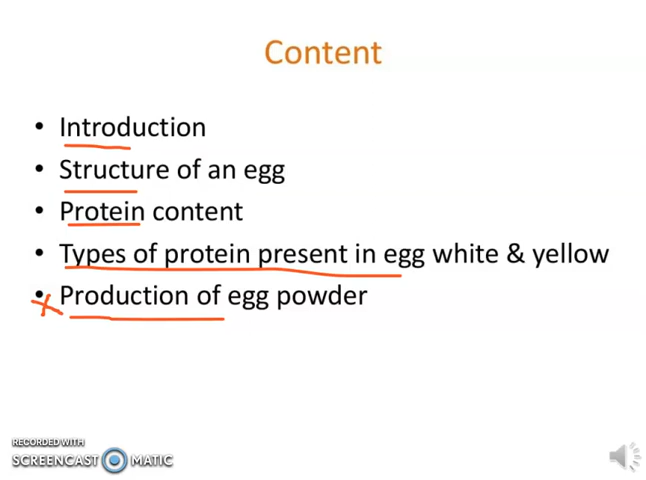 Content
• Introduction
• Structure of an egg
• Protein content
• Types of protein present in egg white & yellow
• Production of egg powder
RECORDED WITH
SCREENCAST MATIC